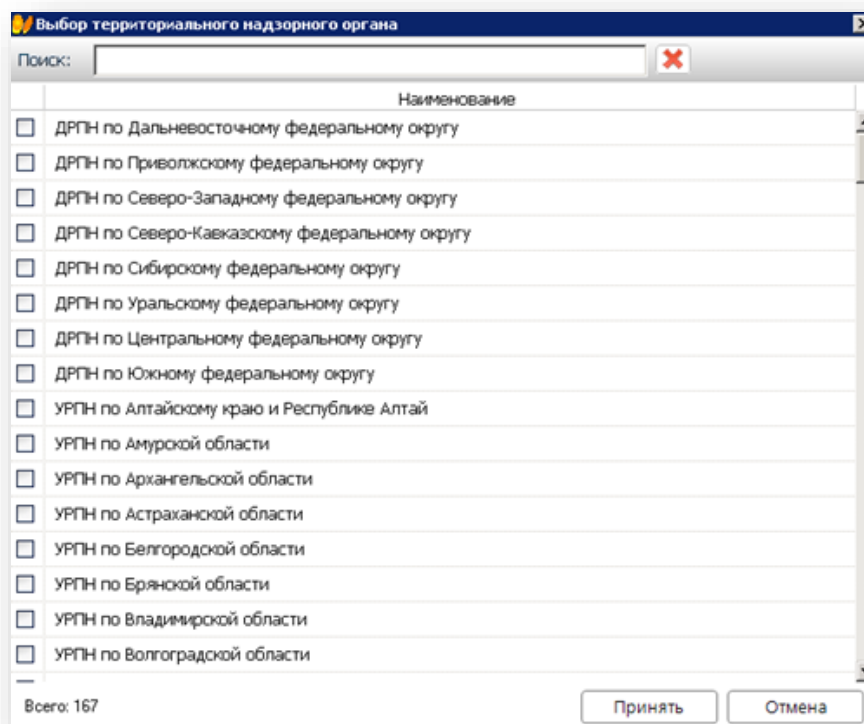 Выбор территориального надзорного органа
Поиск:
Наименование
ДРПН по Дальневосточному федеральному округу
ДРПН по Приволжскому федеральному округу
ДРПН по Северо-Западному федеральному округу
ДРПН по Северо-Кавказскому федеральному округу
ДРПН по Сибирскому федеральному округу
ДРПН по Уральскому федеральному округу
ДРПН по Центральному федеральному округу
ДРПН по Южному федеральному округу
УРПН по Алтайскому краю и Республике Алтай
УРПН по Амурской области
УРПН по Архангельской области
УРПН по Астраханской области
УРПН по Белгородской области
УРПН по Брянской области
УРПН по Владимирской области
УРПН по Волгоградской области
Всего: 167 Принять Отмена